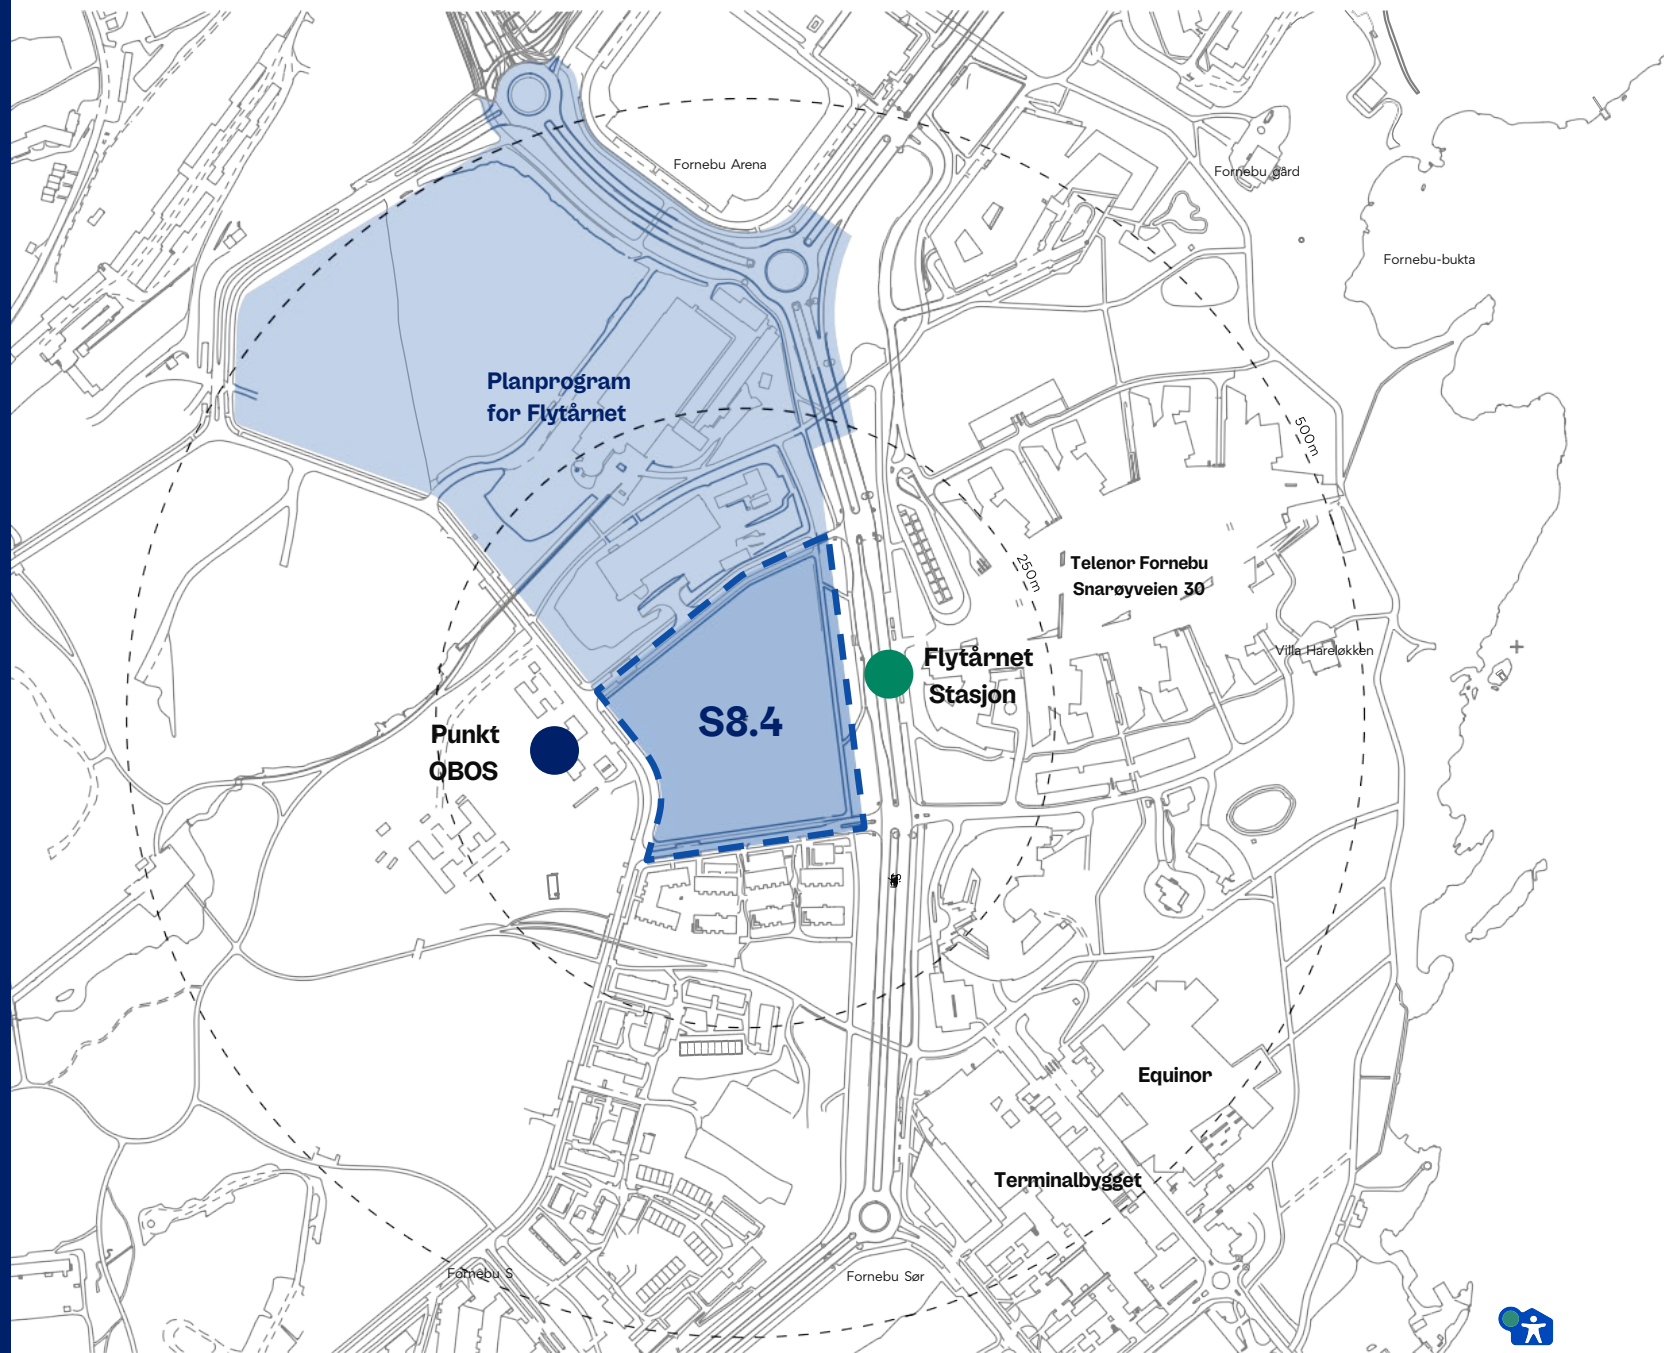 Fornebu Arena
Fornebu gård
Fornebu-bukta
Planprogram
for Flytårnet
500m
250m
Telenor Fornebu
Snarøyveien 30
Villa Hareløkken
Flytårnet
Stasjon
S8.4
Punkt
OBOS
Equinor
Terminalbygget
Fornebu S
Fornebu Sør